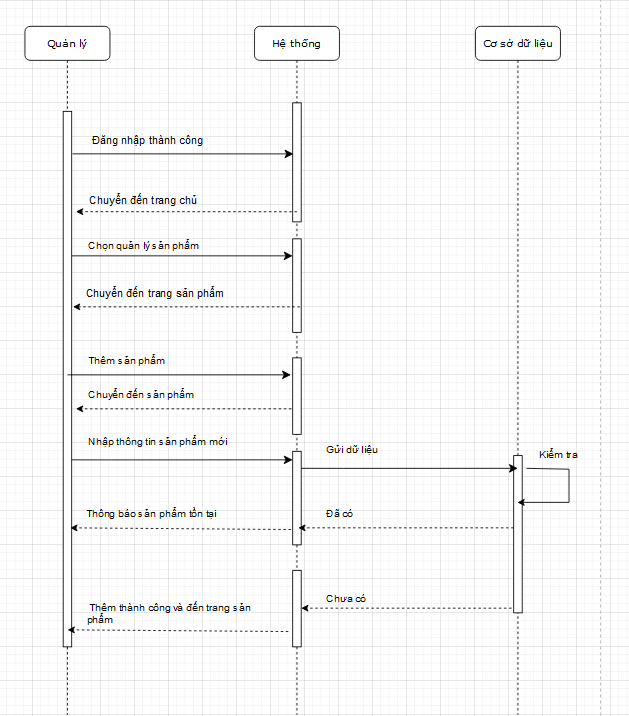 Quản lý
Hệ thống
Cơ sở dữ liệu
Đăng nhập thành công
Chuyển đến trang chủ
Chọn quản lý sản phẩm
Chuyển đến trang sản phẩm
Thêm sản phẩm
Chuyển đến sản phẩm
Nhập thông tin sản phẩm mới
Gửi dữ liệu
Kiểm tra
Thông báo sản phẩm tồn tại
Đã có
Chưa có
Thêm thành công và đến trang sản
phẩm